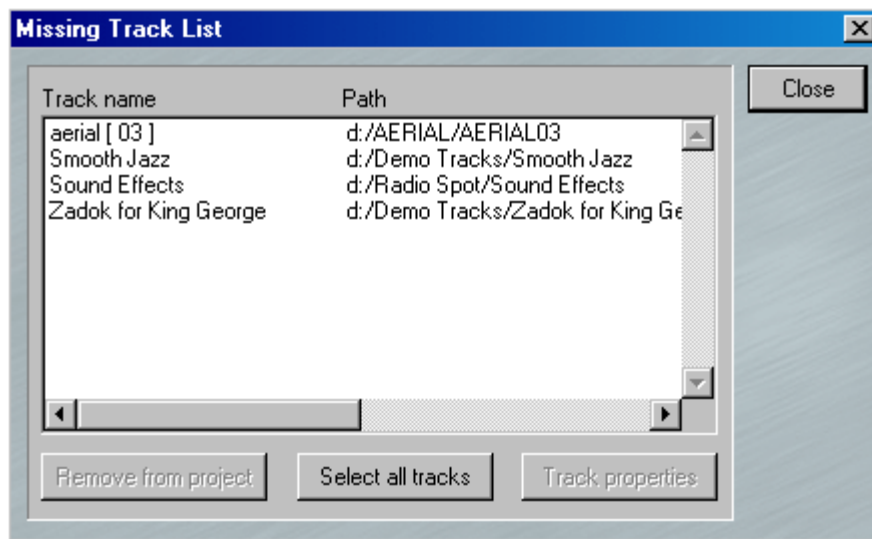 Missing Track List
Close
Track name Path
aerial [ 03 ] d:/AERIAL/AERIAL03
Smooth Jazz d:/Demo Tracks/Smooth Jazz
Sound Effects d:/Radio Spot/Sound Effects
Zadok for King George d:/Demo Tracks/Zadok for King Ge
Remove from project Select all tracks Track properties